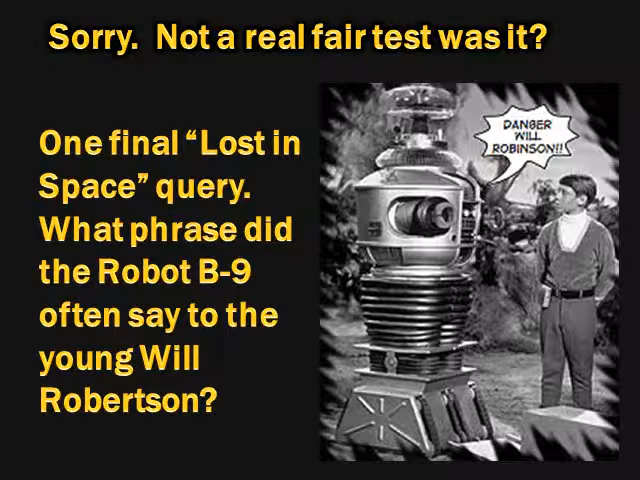 Sorry. Not a real fair test was it?
One final “Lost in
Space” query.
What phrase did
the Robot B-9
often say to the
young Will
Robertson?
DANGER
WILL
ROBINSON!!